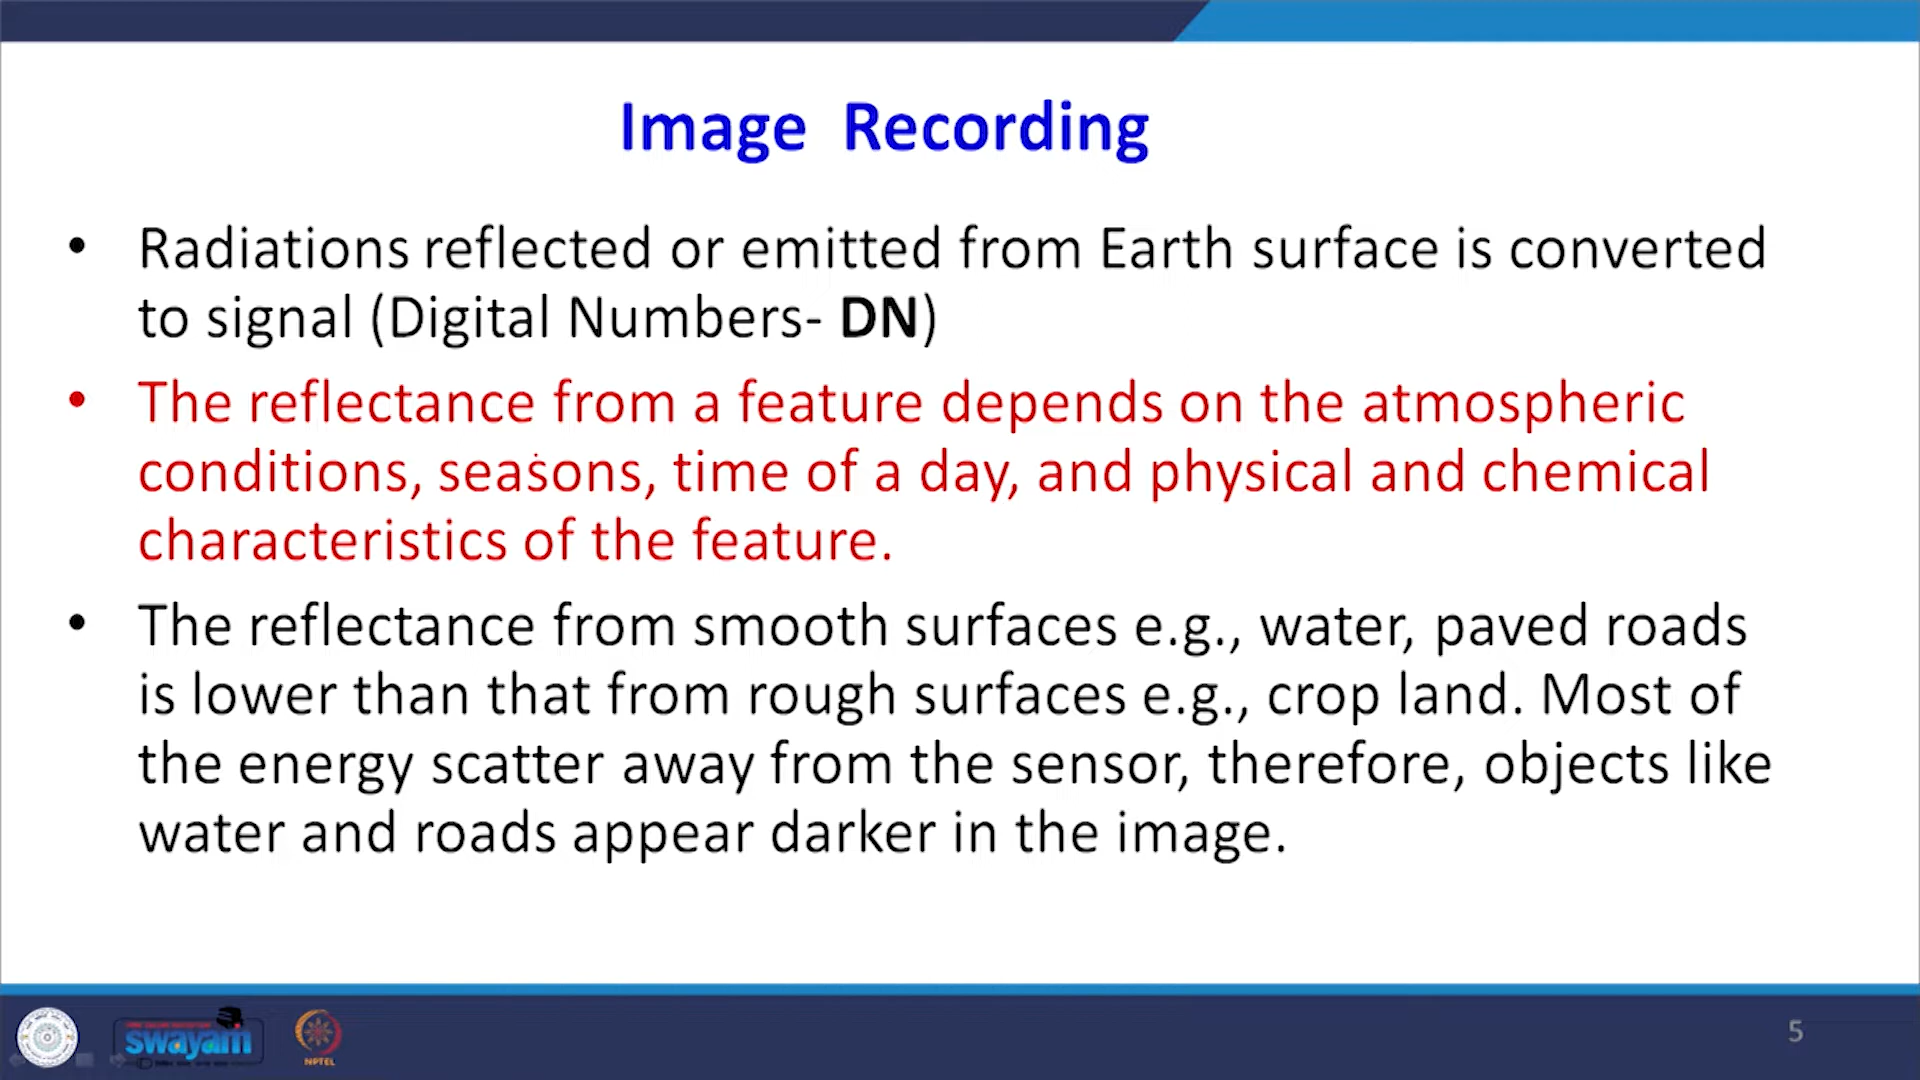 Image Recording
• Radiations reflected or emitted from Earth surface is converted
to signal (Digital Numbers- DN)
• The reflectance from a feature depends on the atmospheric
conditions, seasons, time of a day, and physical and chemical
characteristics of the feature.
• The reflectance from smooth surfaces e.g., water, paved roads
is lower than that from rough surfaces e.g., crop land. Most of
the energy scatter away from the sensor, therefore, objects like
water and roads appear darker in the image.
swayam
NPTEL
5